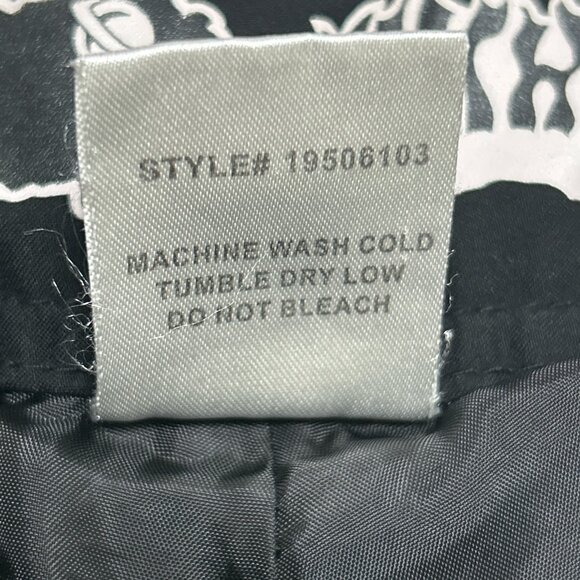 STYLE# 19506103
MACHINE WASH COLD
TUMBLE DRY LOW
DO NOT BLEACH